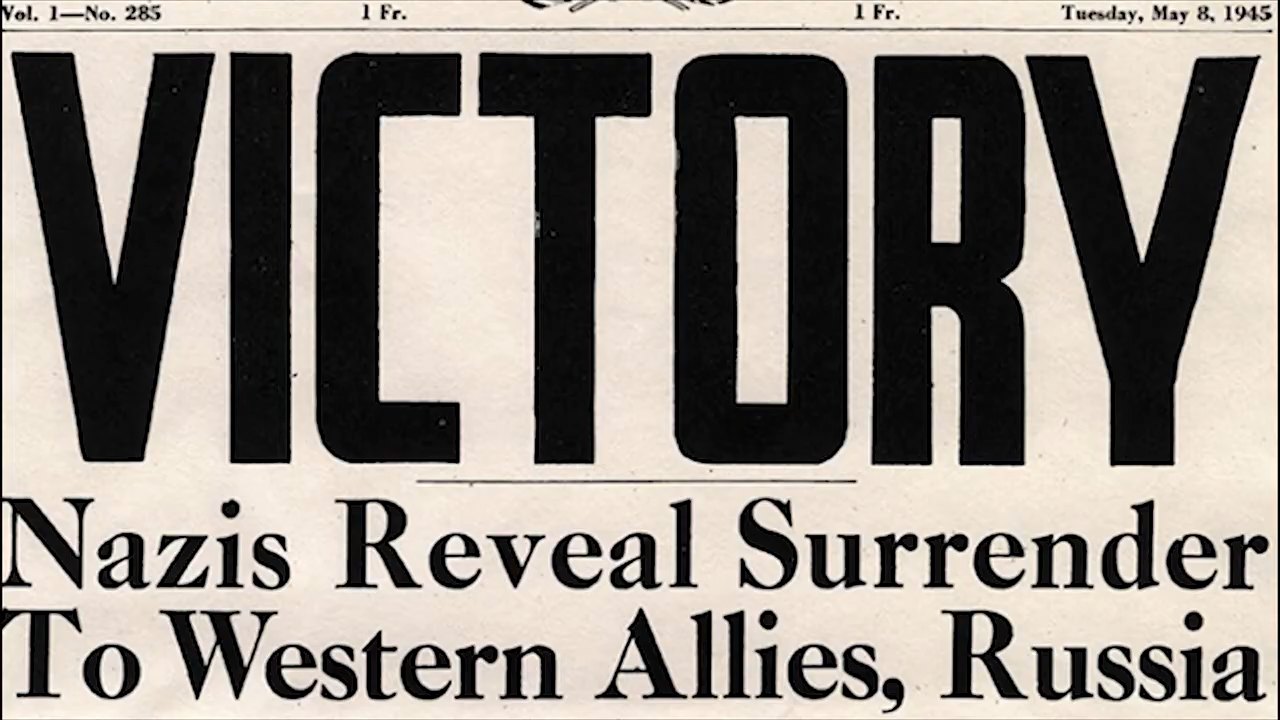 Vol. 1—No. 285 1 Fr. 1 Fr. Tuesday, May 8, 1945
VICTORY
Nazis Reveal Surrender
To Western Allies, Russia